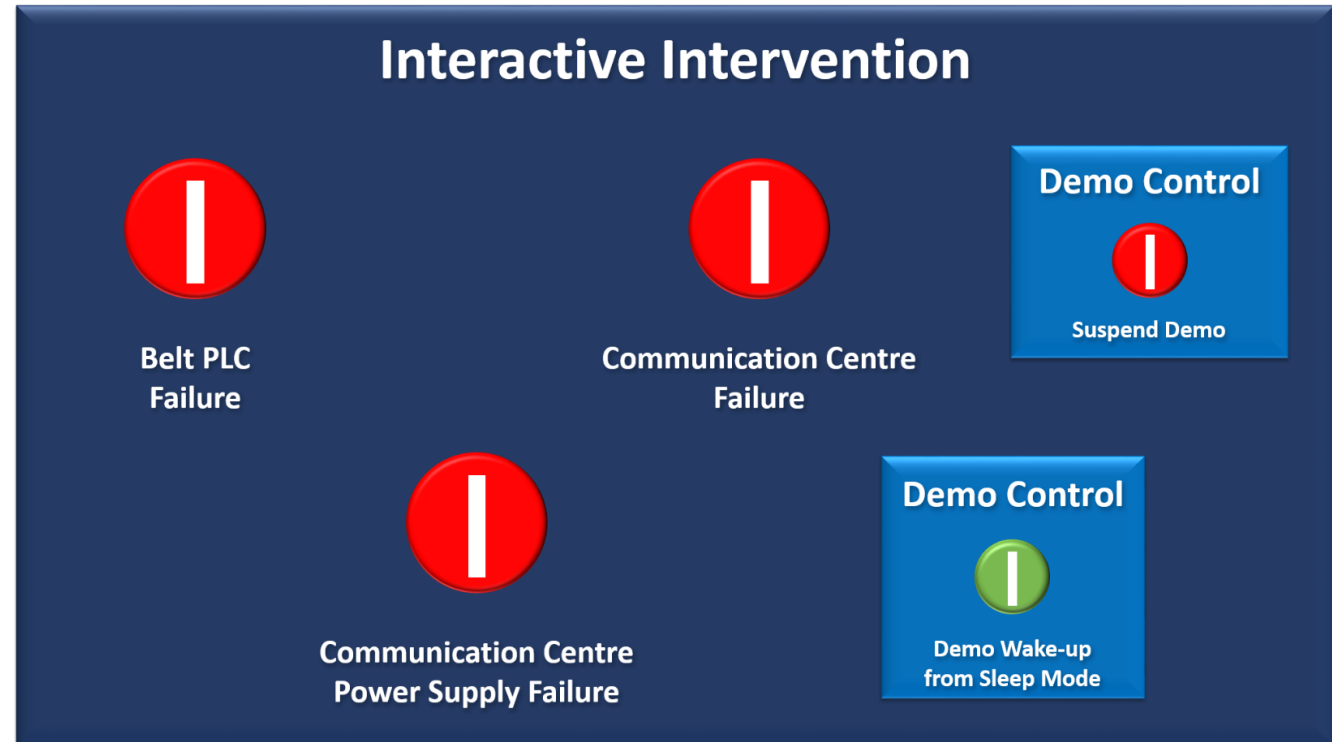 Interactive Intervention
Belt PLC
Failure
Communication Centre
Failure
Demo Control
Suspend Demo
Communication Centre
Power Supply Failure
Demo Control
Demo Wake-up
from Sleep Mode